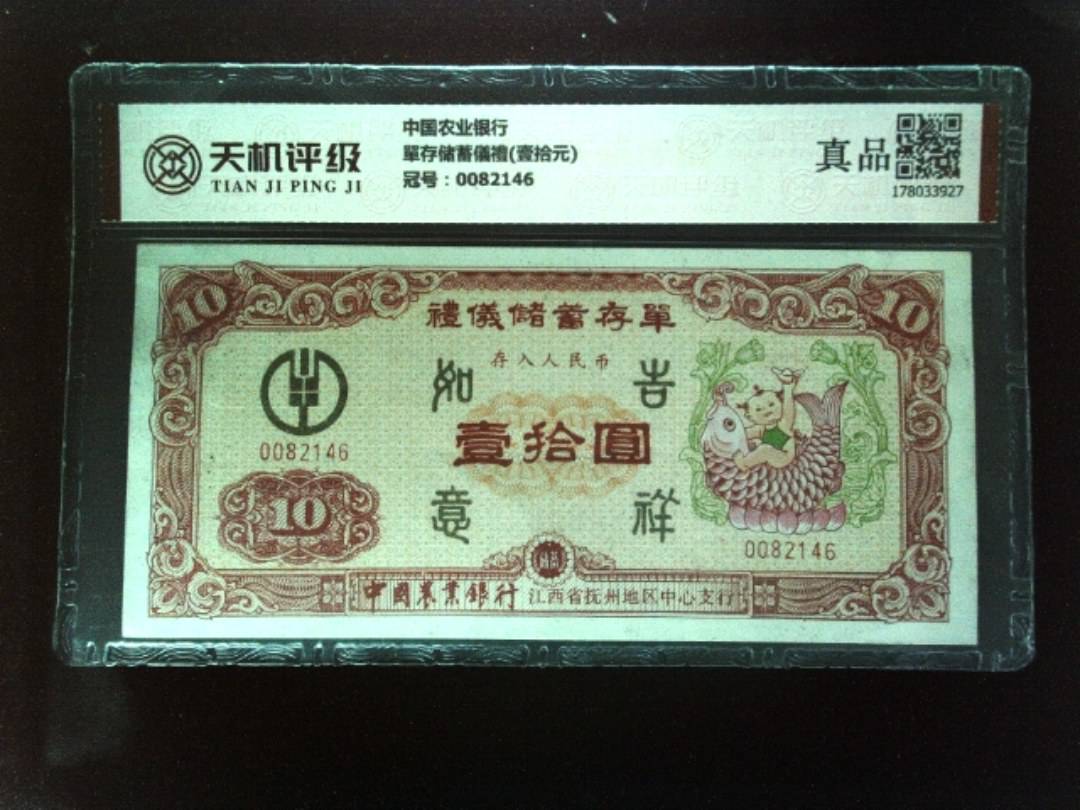 天机评级
TIAN JI PING JI
中国农业银行
單存储蓄儀禮(壹拾元)
冠号：0082146
真品
178033927
10
10
禮儀儲蓄存單
存入人民币
如
吉
0082146
壹拾圓
10
意
祥
0082146
中國農業銀行 江西省抚州地区中心支行